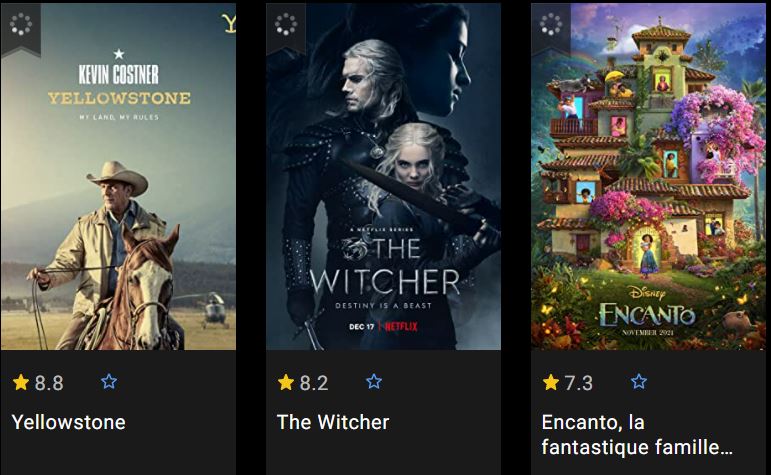 KEVIN COSTNER
YELLOWSTONE
MY LAND, MY RULES
Y
8.8
Yellowstone
A NETFLIX SERIES
THE
WITCHER
DESTINY IS A BEAST
DEC 17 | NETFLIX
8.2
The Witcher
Disney
ENCANTO
NOVEMBER 2021
7.3
Encanto, la
fantastique famille...